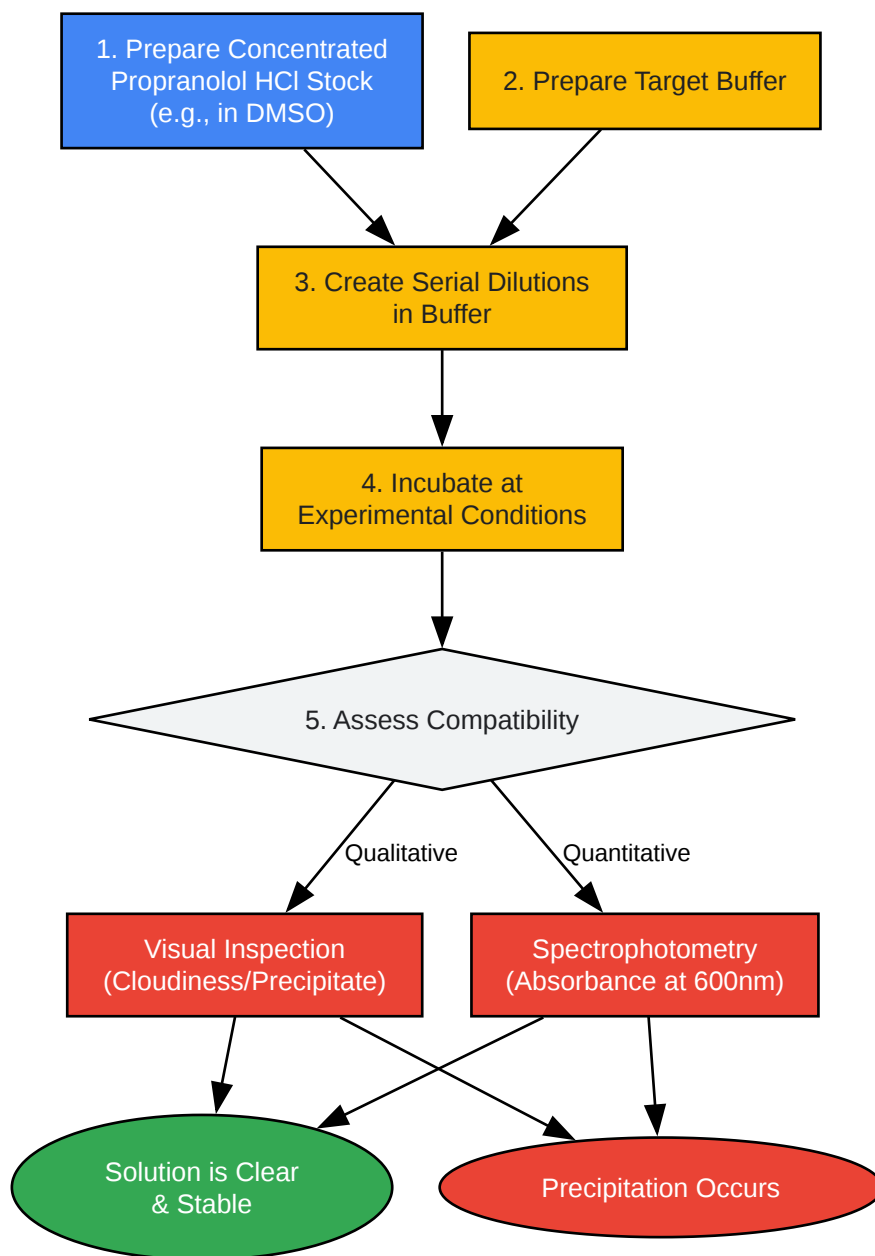 1. Prepare Concentrated
Propranolol HCl Stock
(e.g., in DMSO)
2. Prepare Target Buffer
3. Create Serial Dilutions
in Buffer
4. Incubate at
Experimental Conditions
5. Assess Compatibility
Qualitative
Quantitative
Visual Inspection
(Cloudiness/Precipitate)
Spectrophotometry
(Absorbance at 600nm)
Solution is Clear
& Stable
Precipitation Occurs